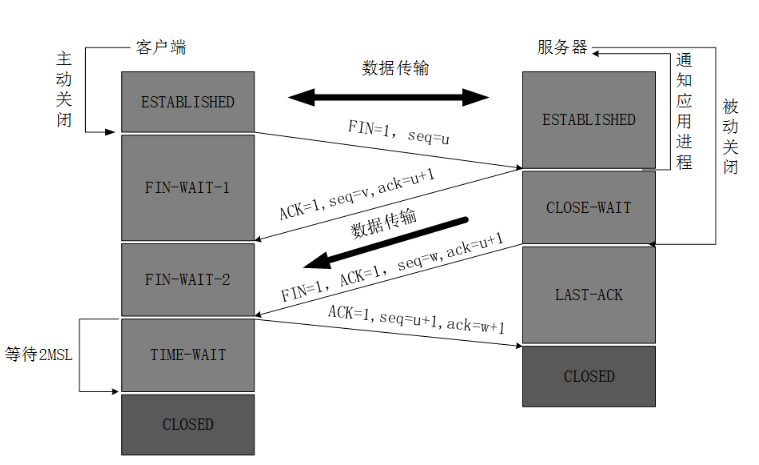 客户端
服务器
主动关闭
数据传输
通知应用进程
被动关闭
ESTABLISHED
ESTABLISHED
FIN=1, seq=u
FIN-WAIT-1
ACK=1,seq=v,ack=u+1
CLOSE-WAIT
数据传输
FIN-WAIT-2
FIN=1, ACK=1, seq=w,ack=u+1
LAST-ACK
ACK=1,seq=u+1,ack=w+1
等待2MSL
TIME-WAIT
CLOSED
CLOSED